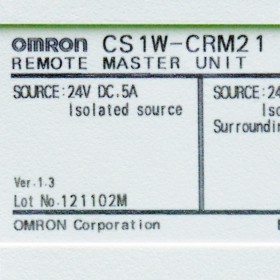 OMRON CS1W-CRM21
REMOTE MASTER UNIT
SOURCE:24V DC,5A
Isolated source
SOURCE:24
Isol
Surroundin
Ver.1.3
Lot No.121102M
OMRON Corporation